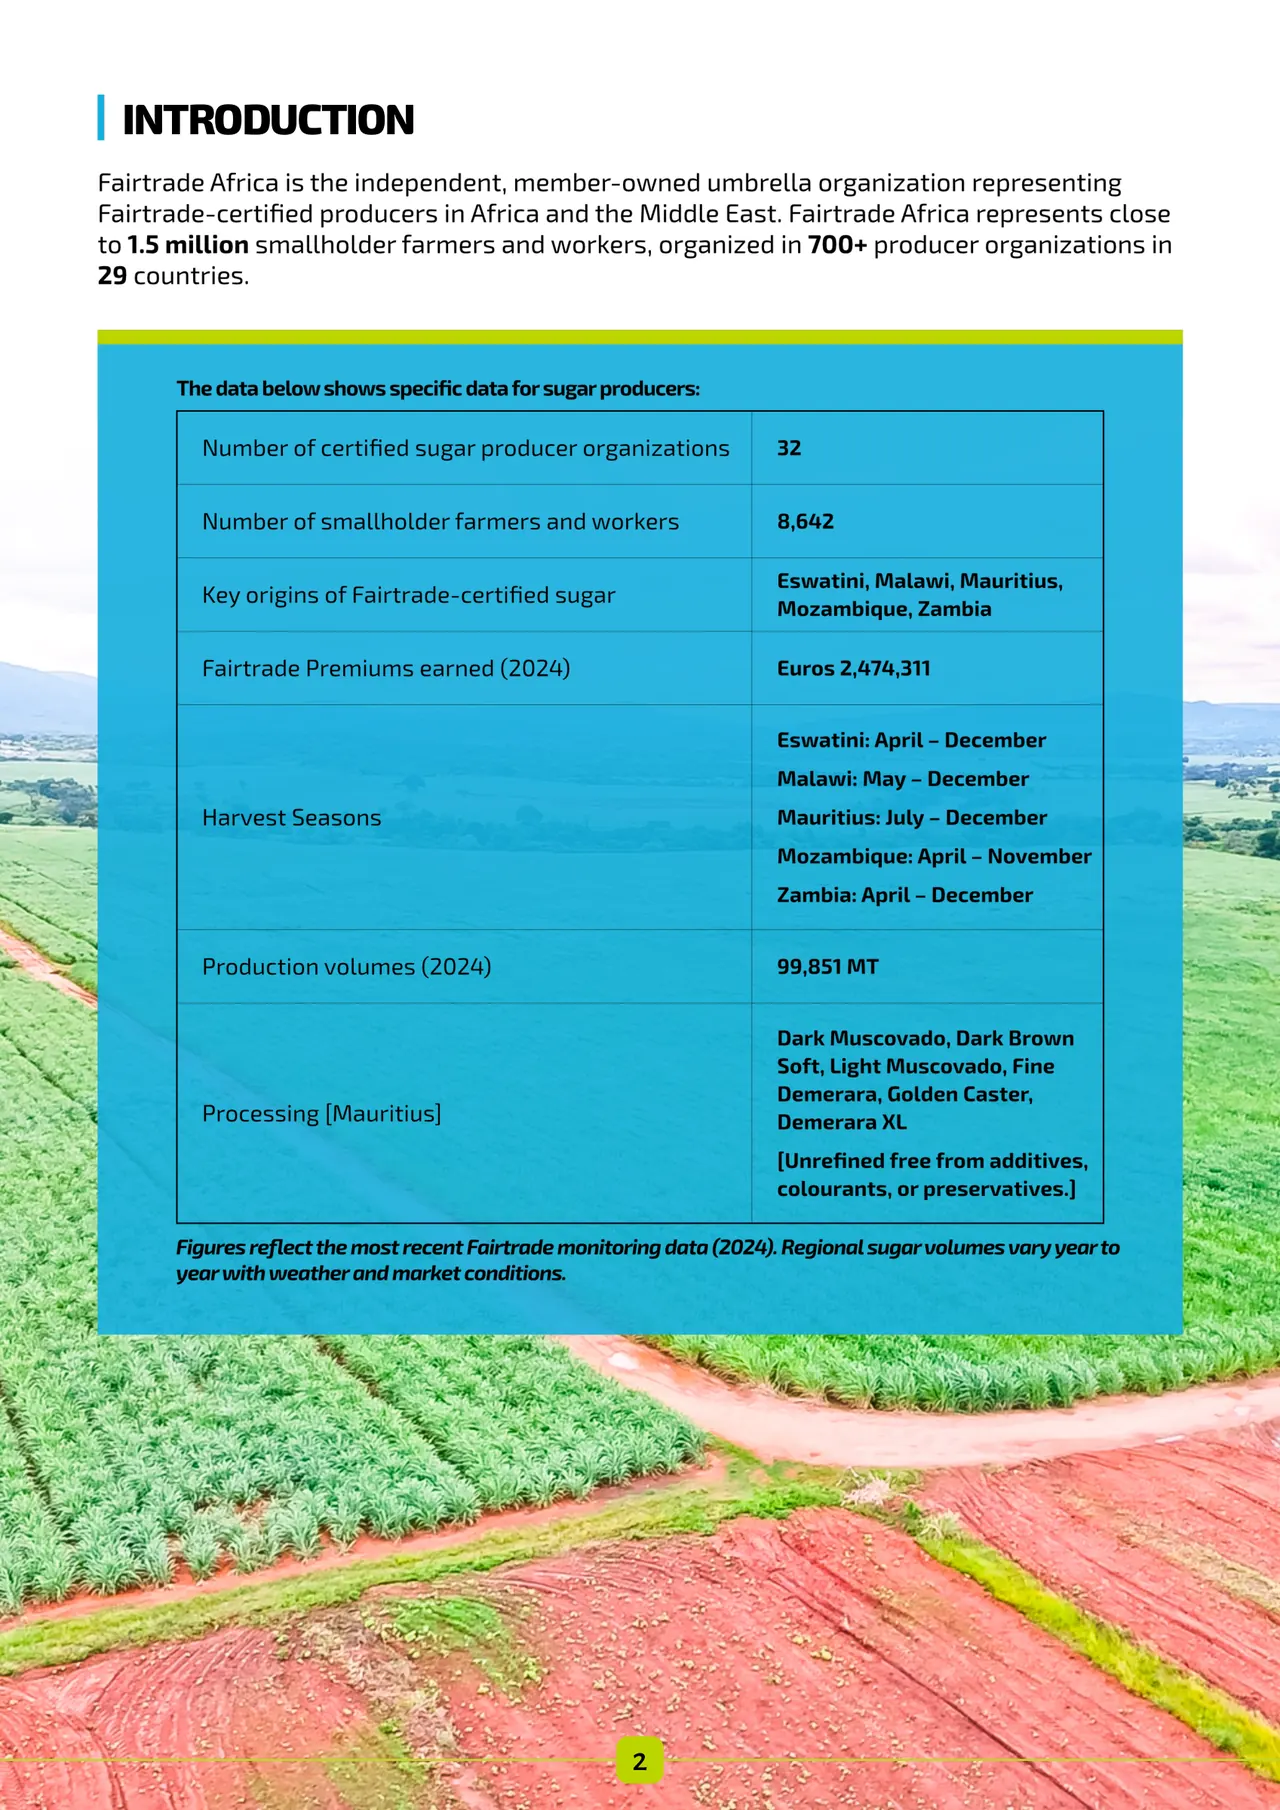 INTRODUCTION
Fairtrade Africa is the independent, member-owned umbrella organization representing
Fairtrade-certified producers in Africa and the Middle East. Fairtrade Africa represents close
to 1.5 million smallholder farmers and workers, organized in 700+ producer organizations in
29 countries.
The data below shows specific data for sugar producers:
Number of certified sugar producer organizations
32
Number of smallholder farmers and workers
8,642
Key origins of Fairtrade-certified sugar
Eswatini, Malawi, Mauritius,
Mozambique, Zambia
Fairtrade Premiums earned (2024)
Euros 2,474,311
Harvest Seasons
Eswatini: April – December
Malawi: May – December
Mauritius: July – December
Mozambique: April – November
Zambia: April – December
Production volumes (2024)
99,851 MT
Processing [Mauritius]
Dark Muscovado, Dark Brown
Soft, Light Muscovado, Fine
Demerara, Golden Caster,
Demerara XL
[Unrefined free from additives,
colourants, or preservatives.]
Figures reflect the most recent Fairtrade monitoring data (2024). Regional sugar volumes vary year to
year with weather and market conditions.
2